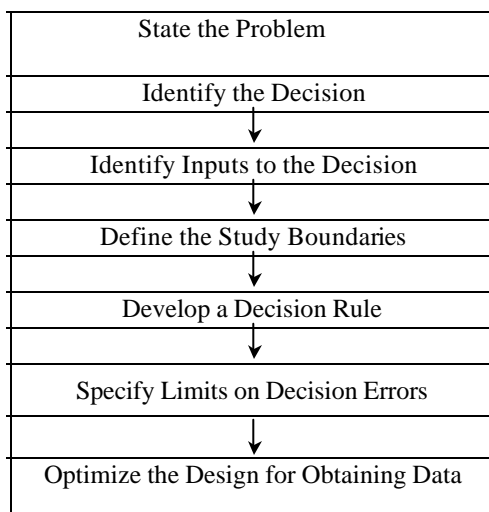 State the Problem
Identify the Decision
Identify Inputs to the Decision
Define the Study Boundaries
Develop a Decision Rule
Specify Limits on Decision Errors
Optimize the Design for Obtaining Data